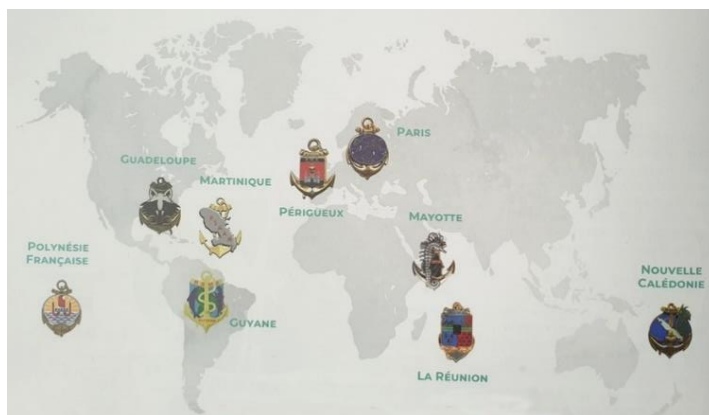 PARIS
GUADELOUPE
MARTINIQUE
PÉRIGUEUX
MAYOTTE
POLYNÉSIE
FRANÇAISE
NOUVELLE
CALÉDONIE
GUYANE
LA RÉUNION